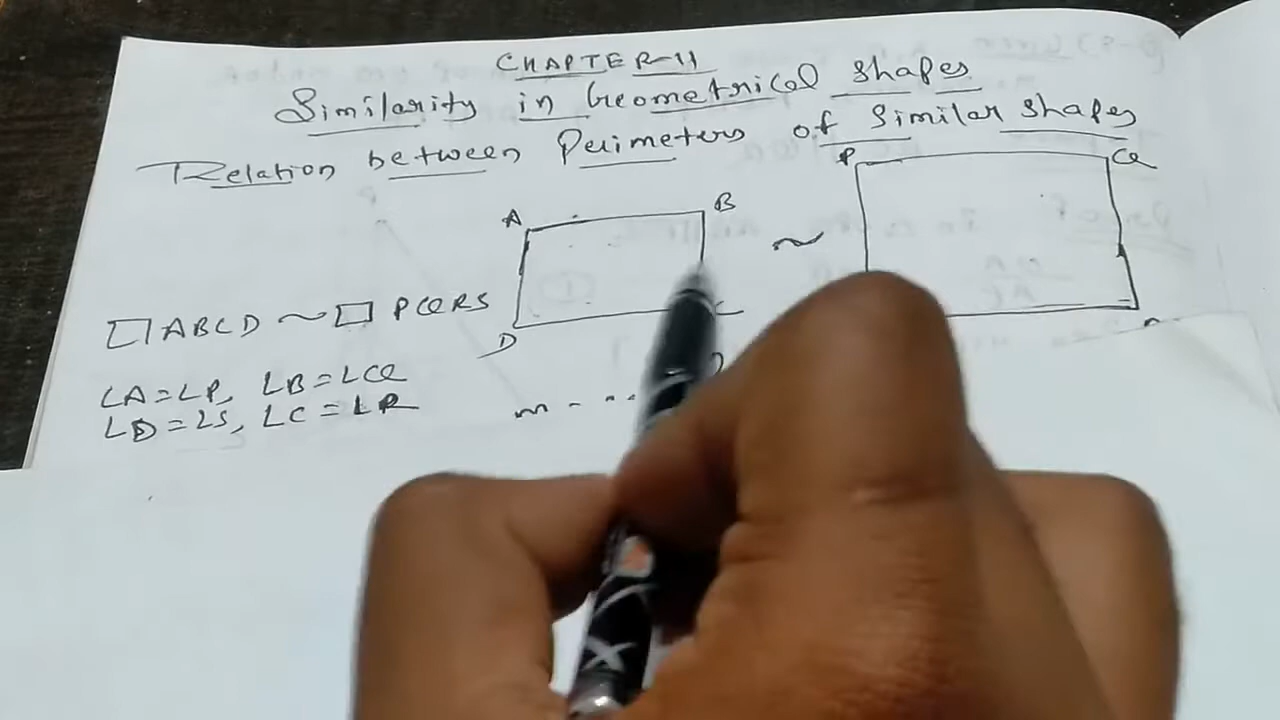 CHAPTER-11
Similarity in Geometrical shapes
Relation between Perimeters of Similar shapes
A B ~ P Q
D C
□ABCD ~ □ PQRS
∠A=∠P, ∠B=∠Q
∠D=∠S, ∠C=∠R